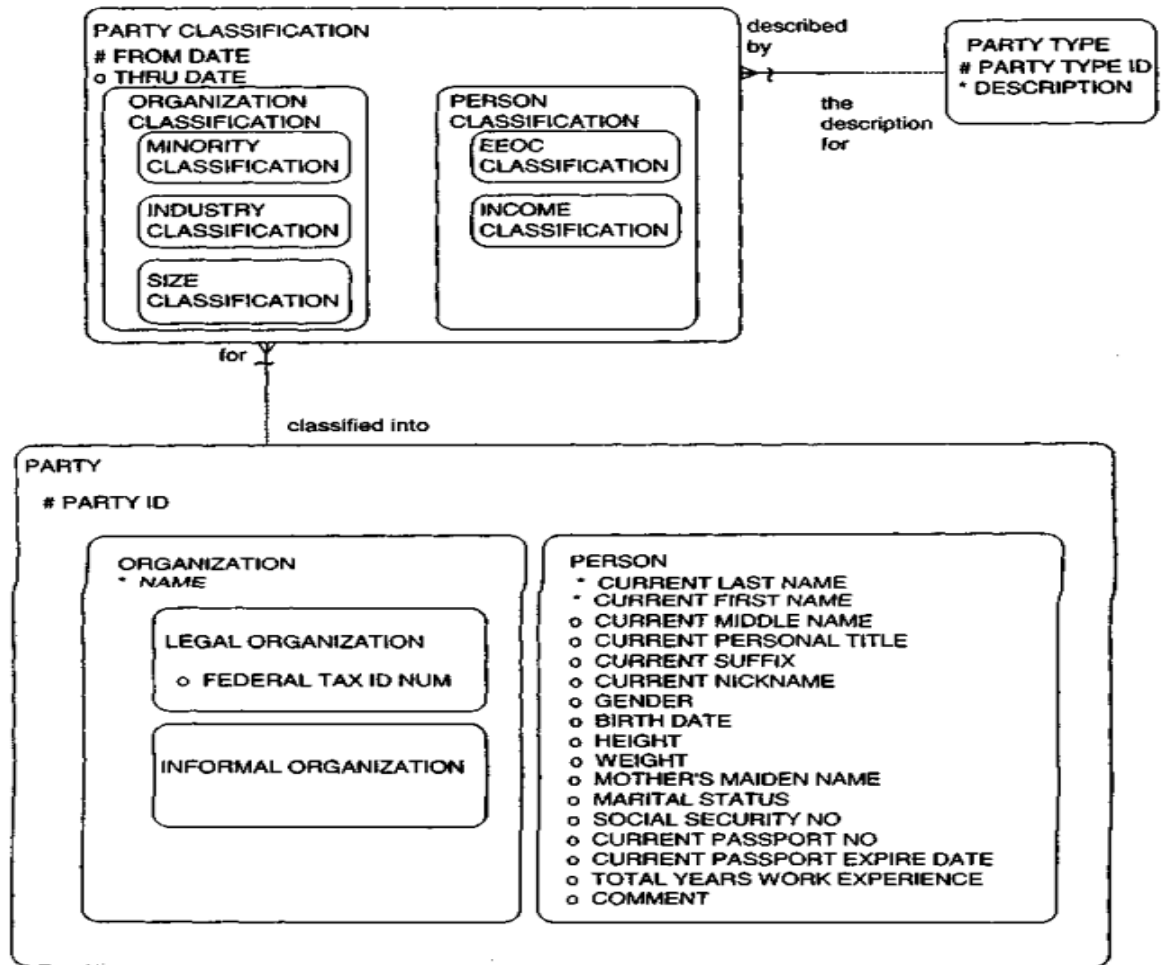 PARTY CLASSIFICATION
# FROM DATE
o THRU DATE
ORGANIZATION
CLASSIFICATION
MINORITY
CLASSIFICATION
INDUSTRY
CLASSIFICATION
SIZE
CLASSIFICATION
PERSON
CLASSIFICATION
EEOC
CLASSIFICATION
INCOME
CLASSIFICATION
described
by
the
description
for
PARTY TYPE
# PARTY TYPE ID
* DESCRIPTION
for
classified into
PARTY
# PARTY ID
ORGANIZATION
* NAME
LEGAL ORGANIZATION
o FEDERAL TAX ID NUM
INFORMAL ORGANIZATION
PERSON
* CURRENT LAST NAME
* CURRENT FIRST NAME
o CURRENT MIDDLE NAME
o CURRENT PERSONAL TITLE
o CURRENT SUFFIX
o CURRENT NICKNAME
o GENDER
o BIRTH DATE
o HEIGHT
o WEIGHT
o MOTHER'S MAIDEN NAME
o MARITAL STATUS
o SOCIAL SECURITY NO
o CURRENT PASSPORT NO
o CURRENT PASSPORT EXPIRE DATE
o TOTAL YEARS WORK EXPERIENCE
o COMMENT